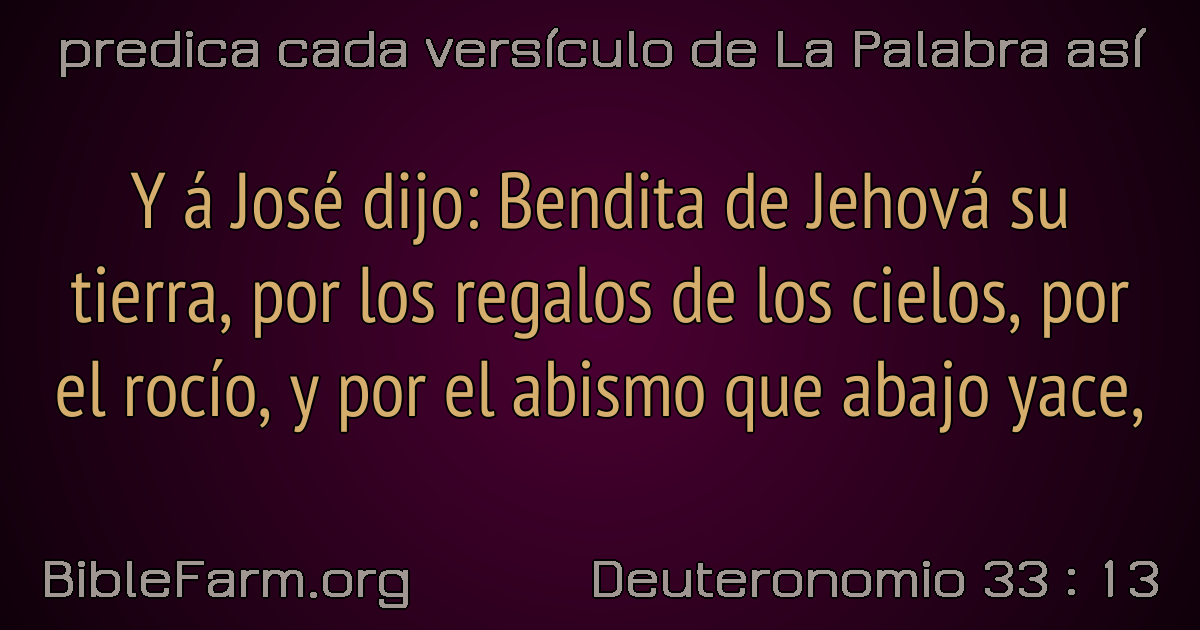 predica cada versículo de La Palabra así
Y á José dijo: Bendita de Jehová su
tierra, por los regalos de los cielos, por
el rocío, y por el abismo que abajo yace,
BibleFarm.org
Deuteronomio 33 : 13